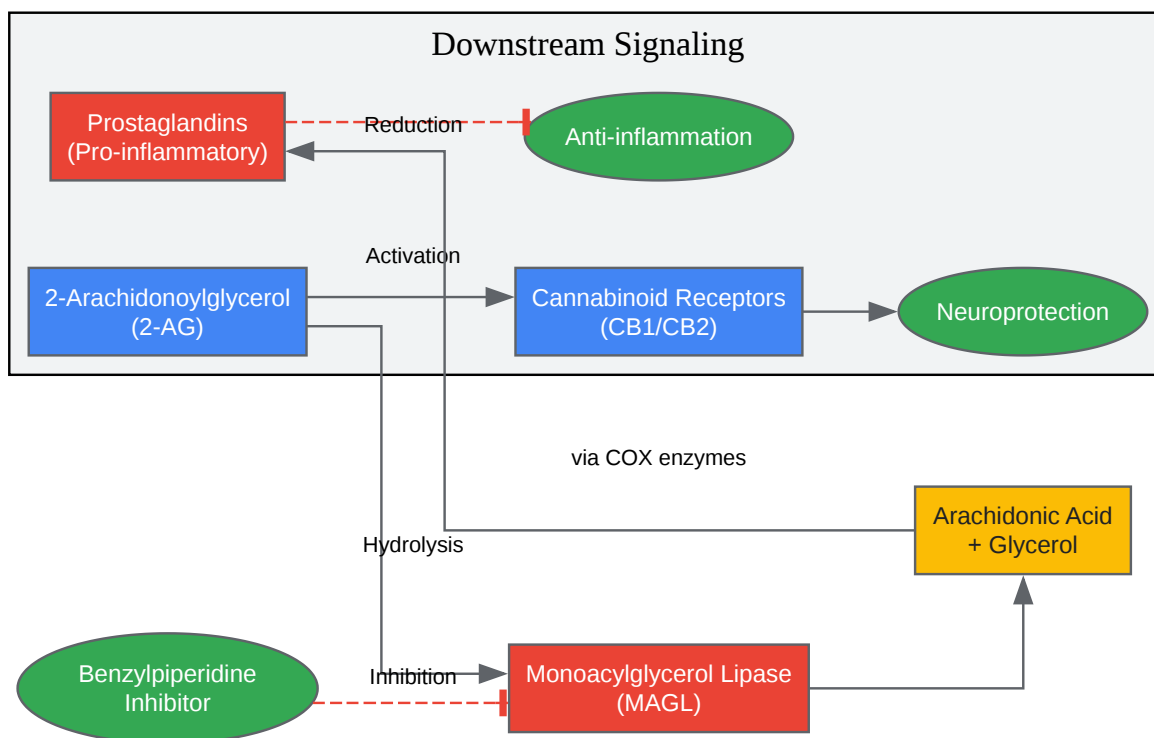 Downstream Signaling
Prostaglandins
(Pro-inflammatory)
Reduction
Anti-inflammation
Activation
2-Arachidonoylglycerol
(2-AG)
Cannabinoid Receptors
(CB1/CB2)
Neuroprotection
via COX enzymes
Arachidonic Acid
+ Glycerol
Hydrolysis
Benzylpiperidine
Inhibitor
Inhibition
Monoacylglycerol Lipase
(MAGL)